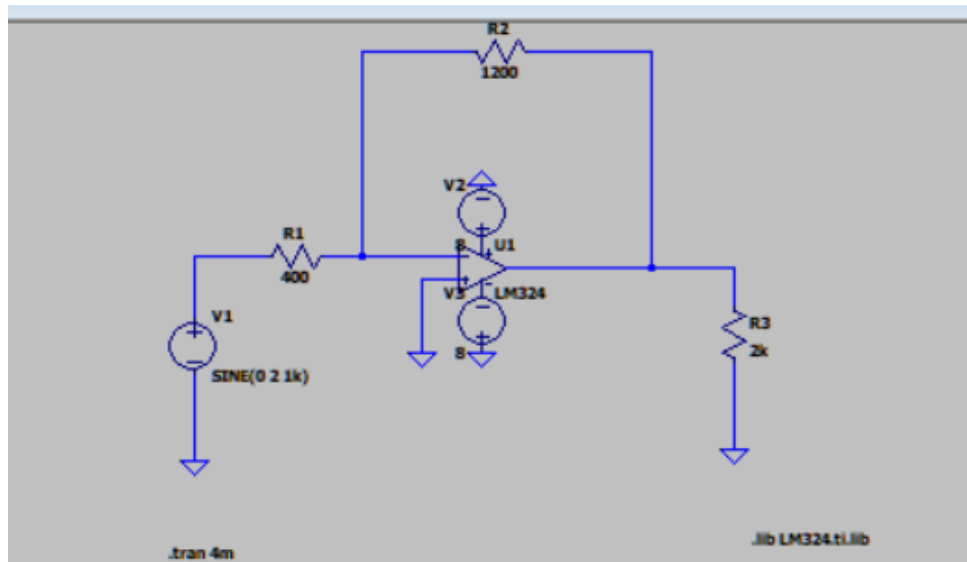 R2
1200
V2
8
U1
R1
400
V3
LM324
V1
8
R3
2k
SINE(0 2 1k)
.lib LM324.ti.lib
.tran 4m